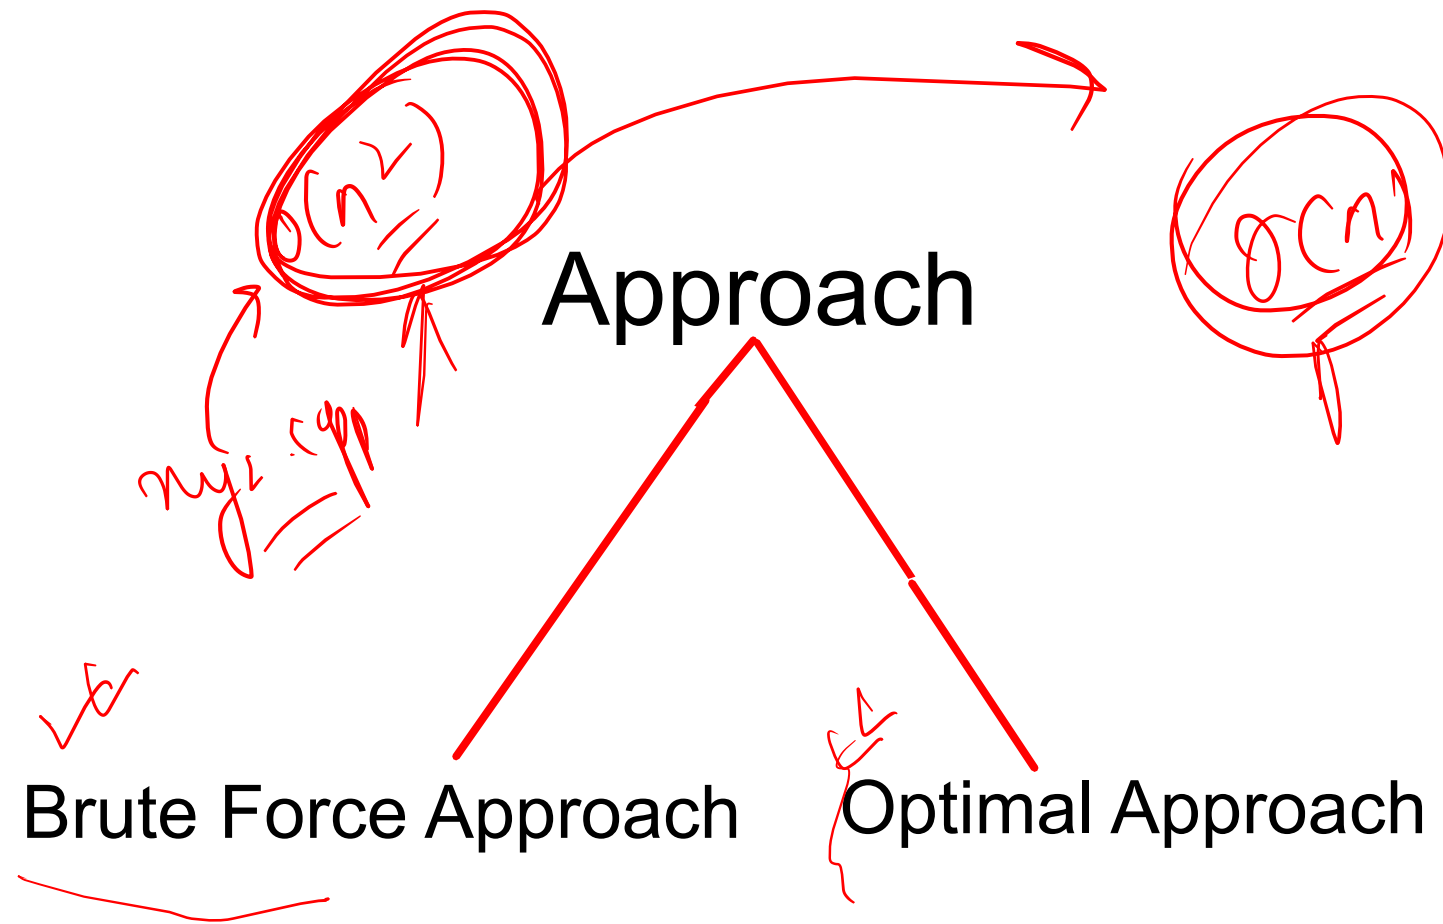 O(n²)
g(n)
Approach
Brute Force Approach
Optimal Approach